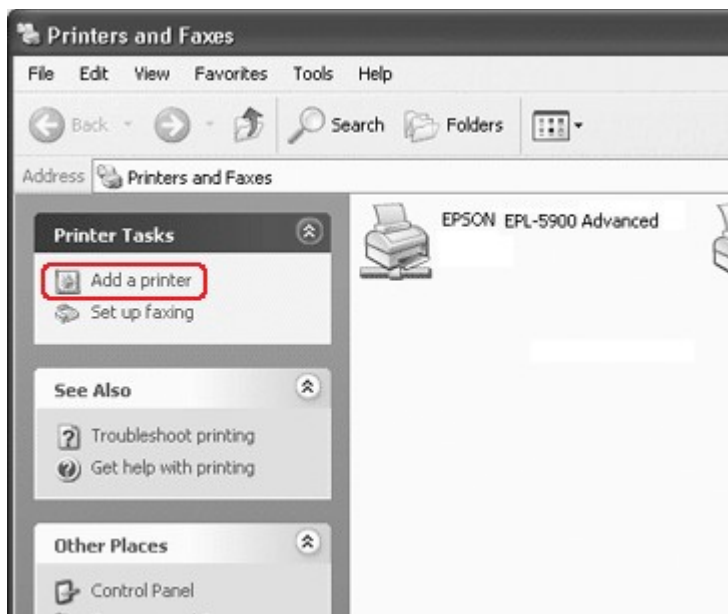 Printers and Faxes
File Edit View Favorites Tools Help
Back Search Folders
Address Printers and Faxes
Printer Tasks
Add a printer
Set up faxing
See Also
Troubleshoot printing
Get help with printing
Other Places
Control Panel
EPSON EPL-5900 Advanced